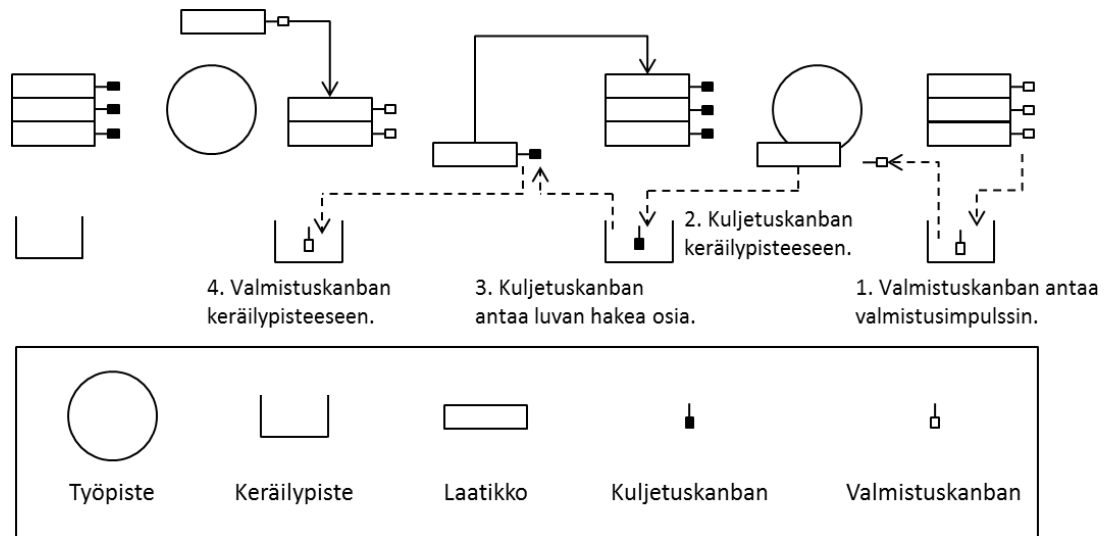 2. Kuljetuskanban
keräilypisteeseen.
4. Valmistuskanban
keräilypisteeseen.
3. Kuljetuskanban
antaa luvan hakea osia.
1. Valmistuskanban antaa
valmistusimpulssin.
Työpiste
Keräilypiste
Laatikko
Kuljetuskanban
Valmistuskanban